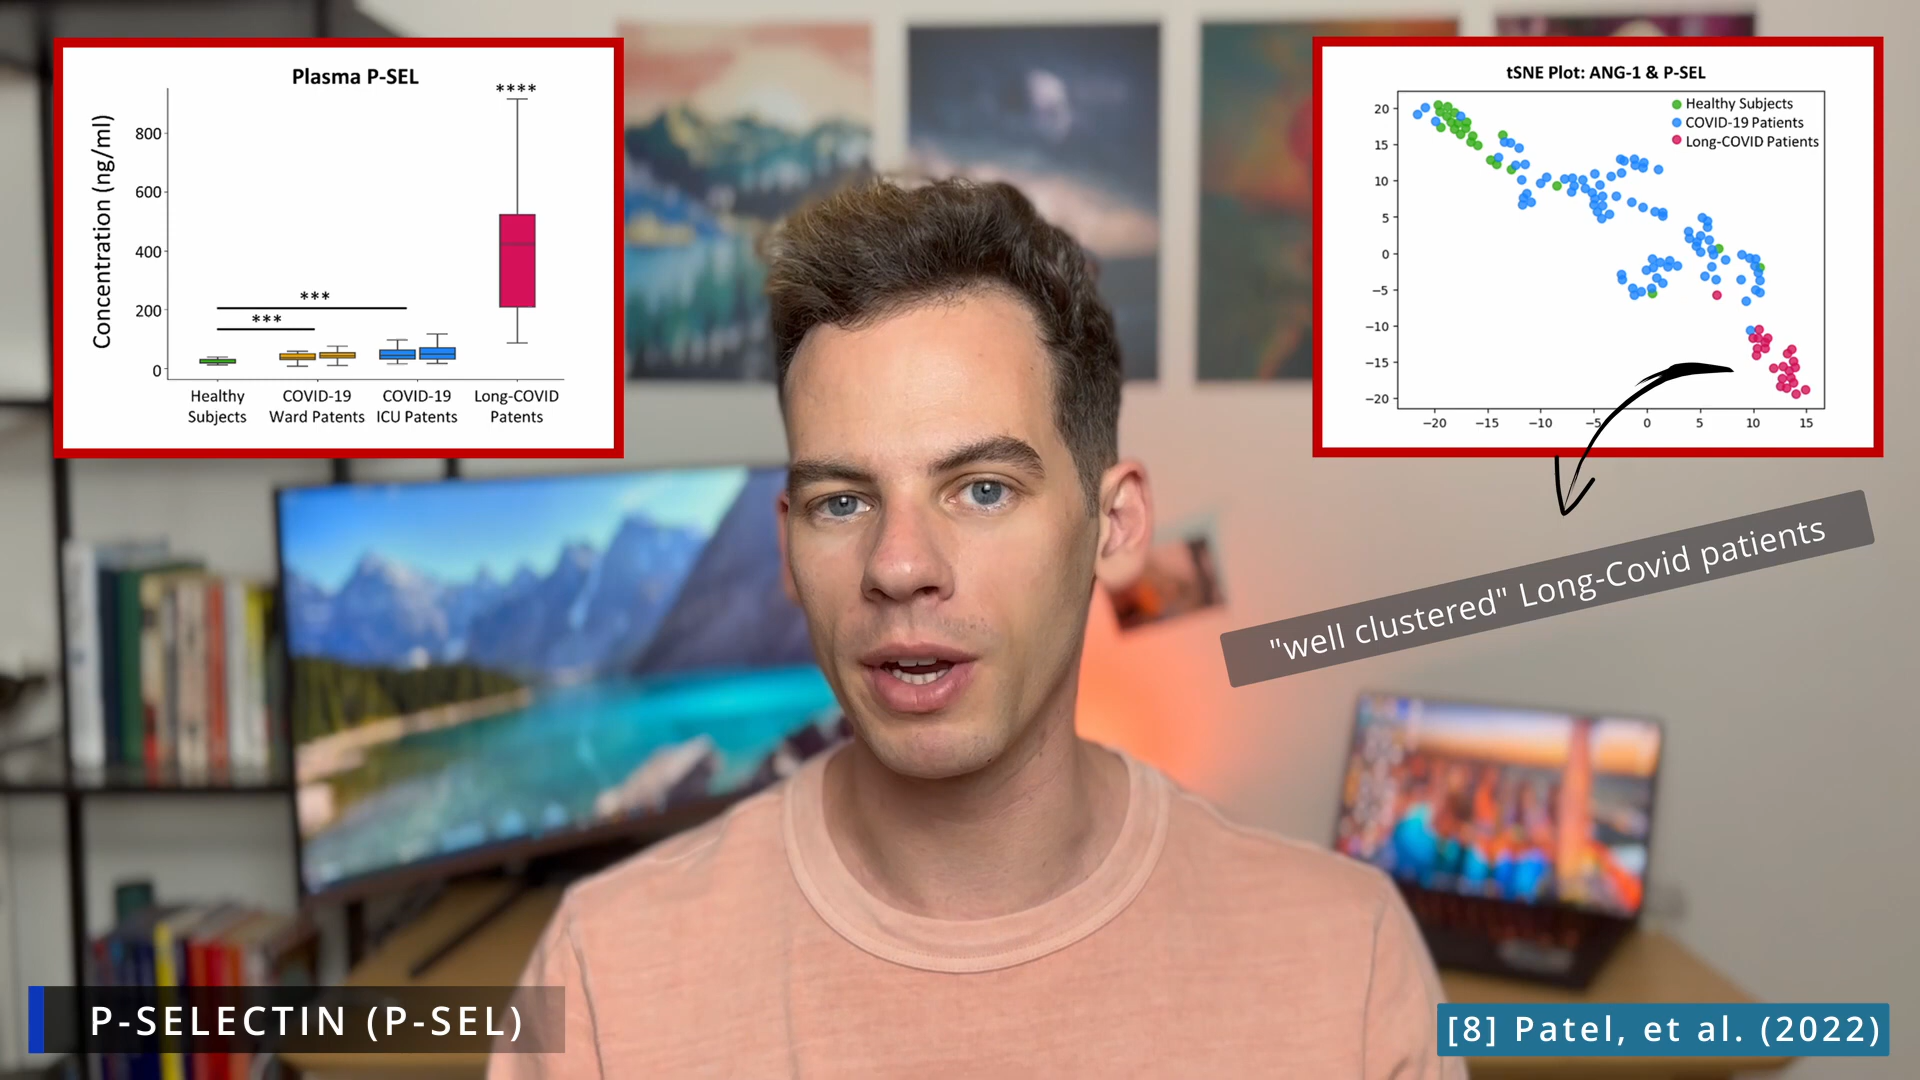 Plasma P-SEL
****
Concentration (ng/ml)
800
600
400
200
0
***
***
Healthy
Subjects
COVID-19
Ward Patents
COVID-19
ICU Patents
Long-COVID
Patents
tSNE Plot: ANG-1 & P-SEL
Healthy Subjects
COVID-19 Patients
Long-COVID Patients
20
15
10
5
0
−5
−10
−15
−20
−20 −15 −10 −5 0 5 10 15
"well clustered" Long-Covid patients
P-SELECTIN (P-SEL)
[8] Patel, et al. (2022)